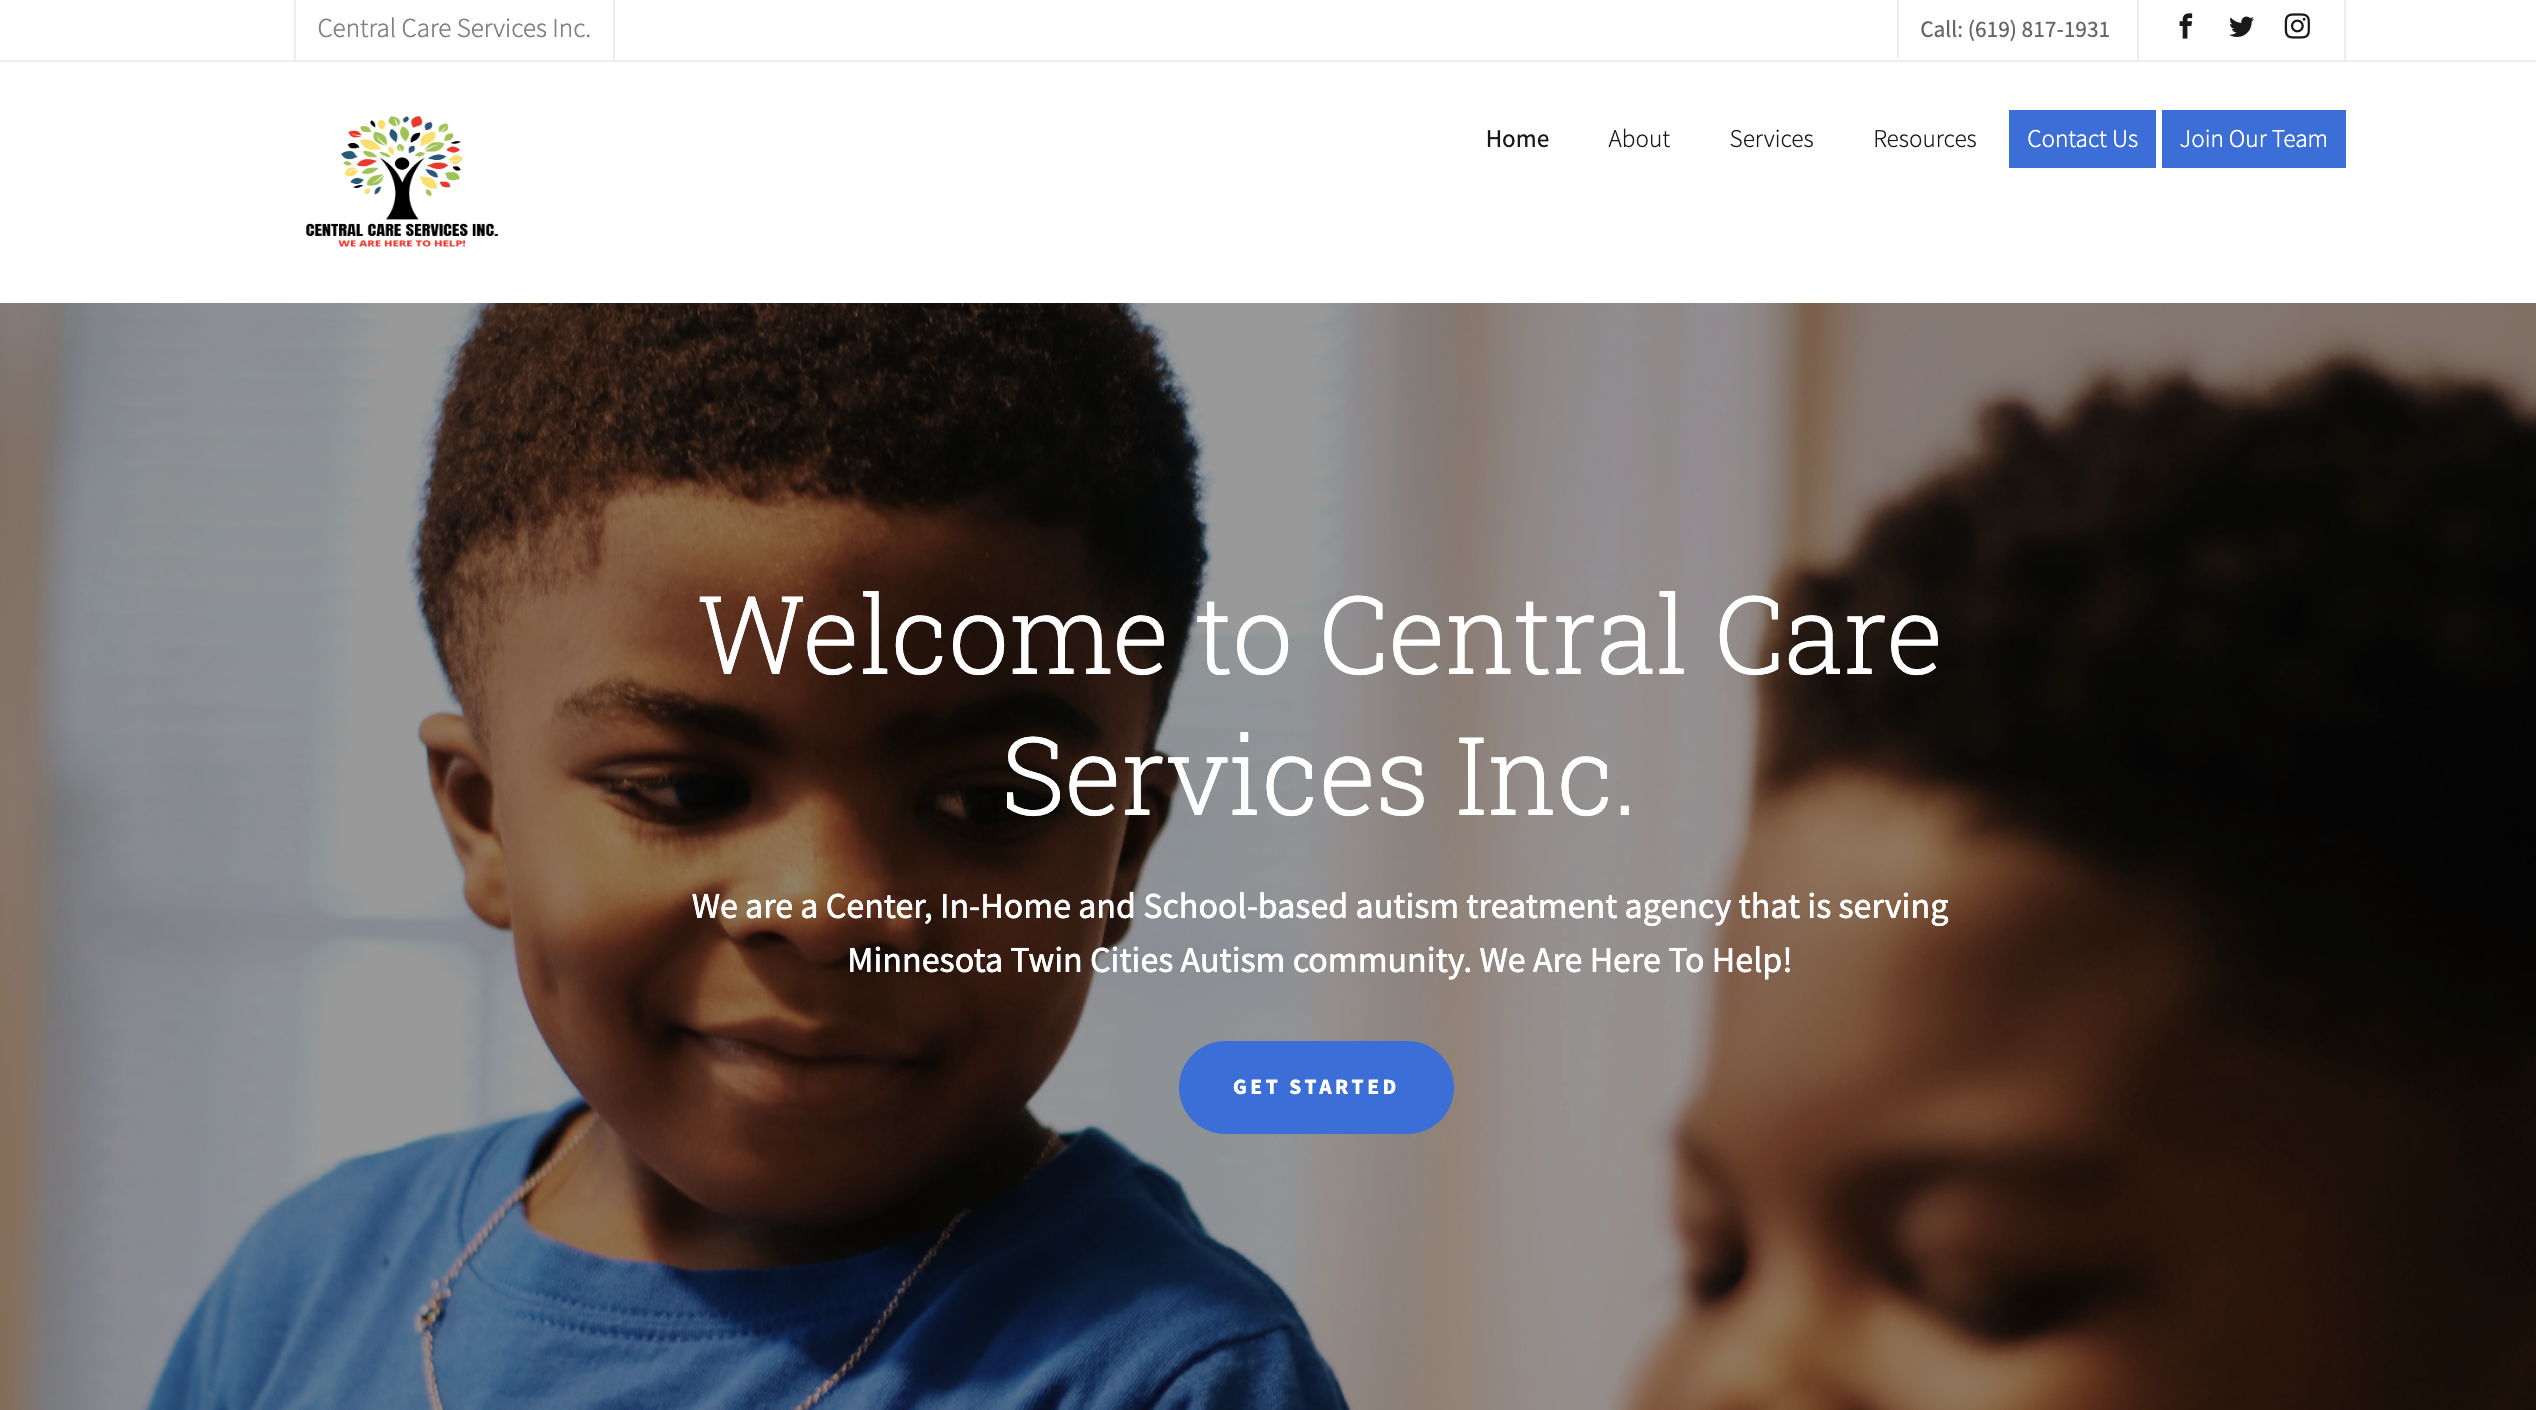 Central Care Services Inc.
Call: (619) 817-1931
CENTRAL CARE SERVICES INC.
WE ARE HERE TO HELP!
Home About Services Resources Contact Us Join Our Team
Welcome to Central Care
Services Inc.
We are a Center, In-Home and School-based autism treatment agency that is serving
Minnesota Twin Cities Autism community. We Are Here To Help!
GET STARTED